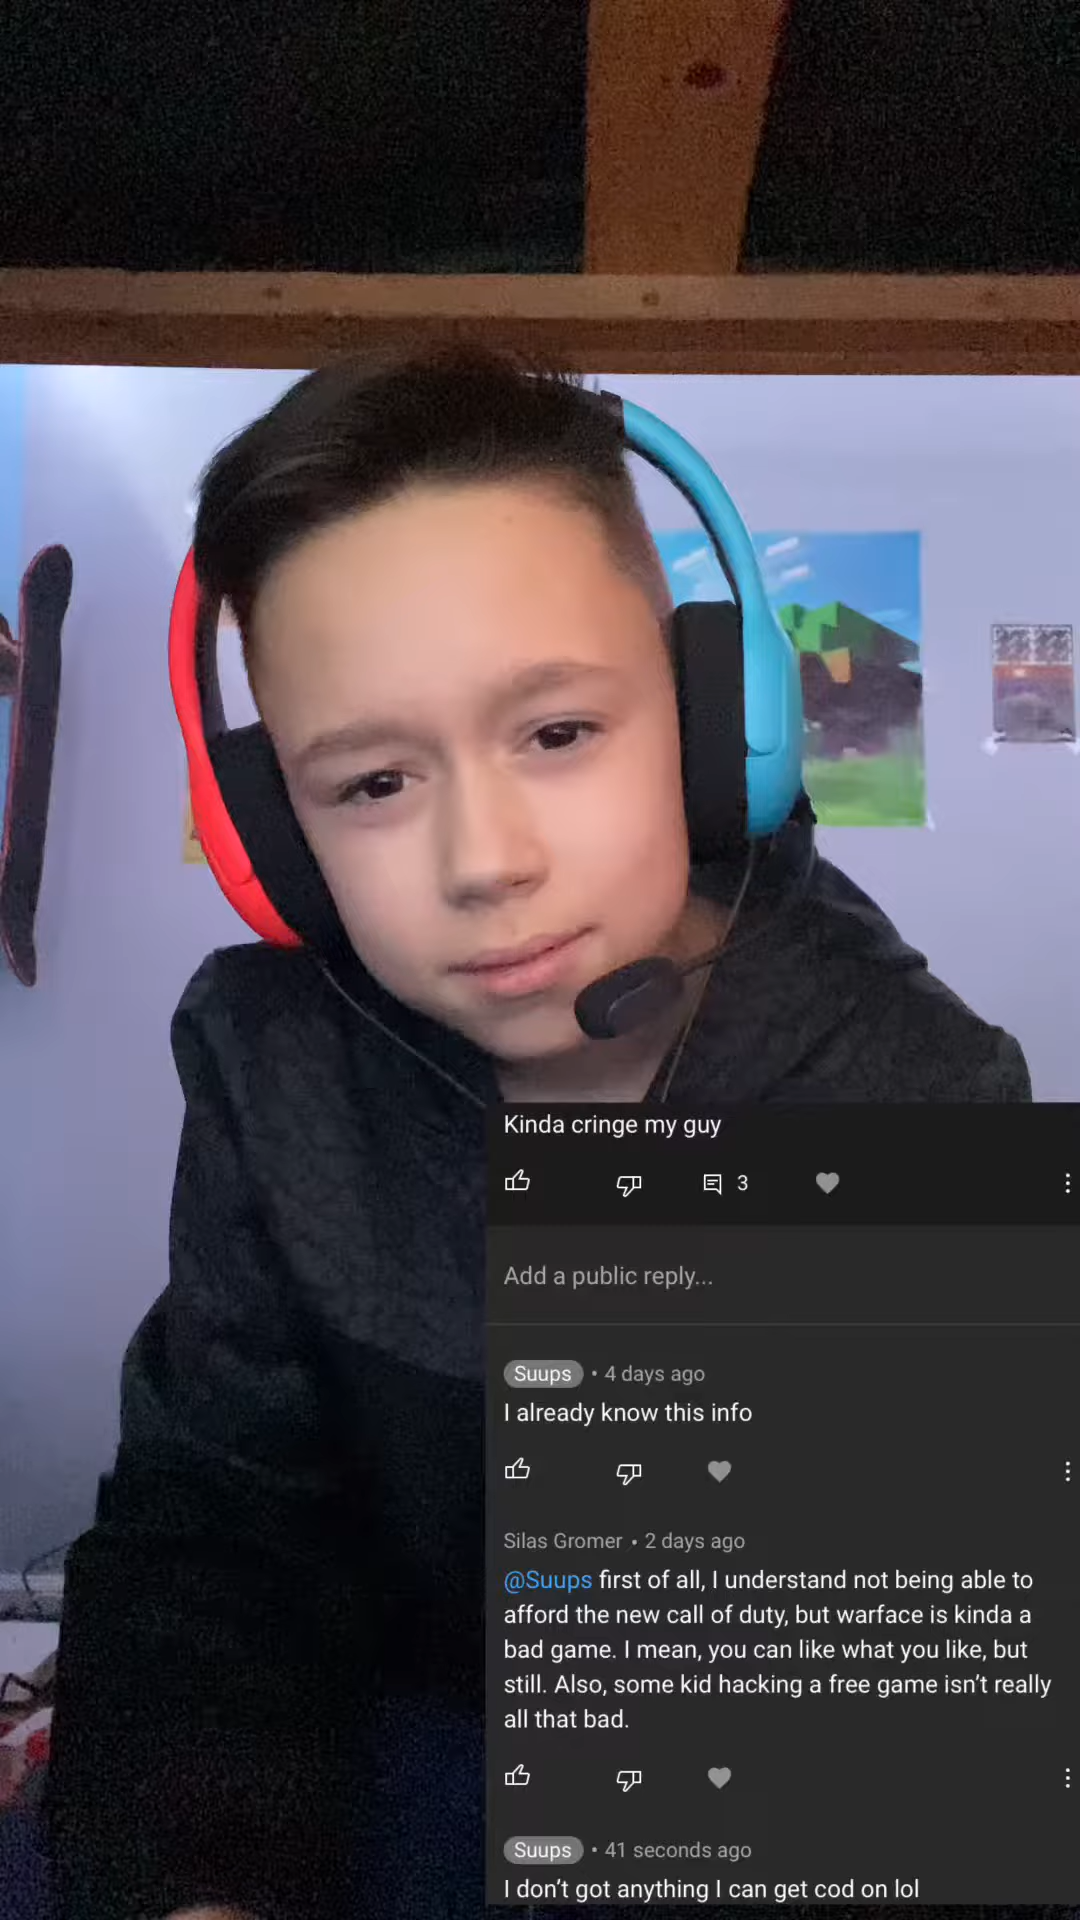 Kinda cringe my guy
3
Add a public reply...
Suups • 4 days ago
I already know this info
Silas Gromer • 2 days ago
@Suups first of all, I understand not being able to
afford the new call of duty, but warface is kinda a
bad game. I mean, you can like what you like, but
still. Also, some kid hacking a free game isn't really
all that bad.
Suups • 41 seconds ago
I don't got anything I can get cod on lol